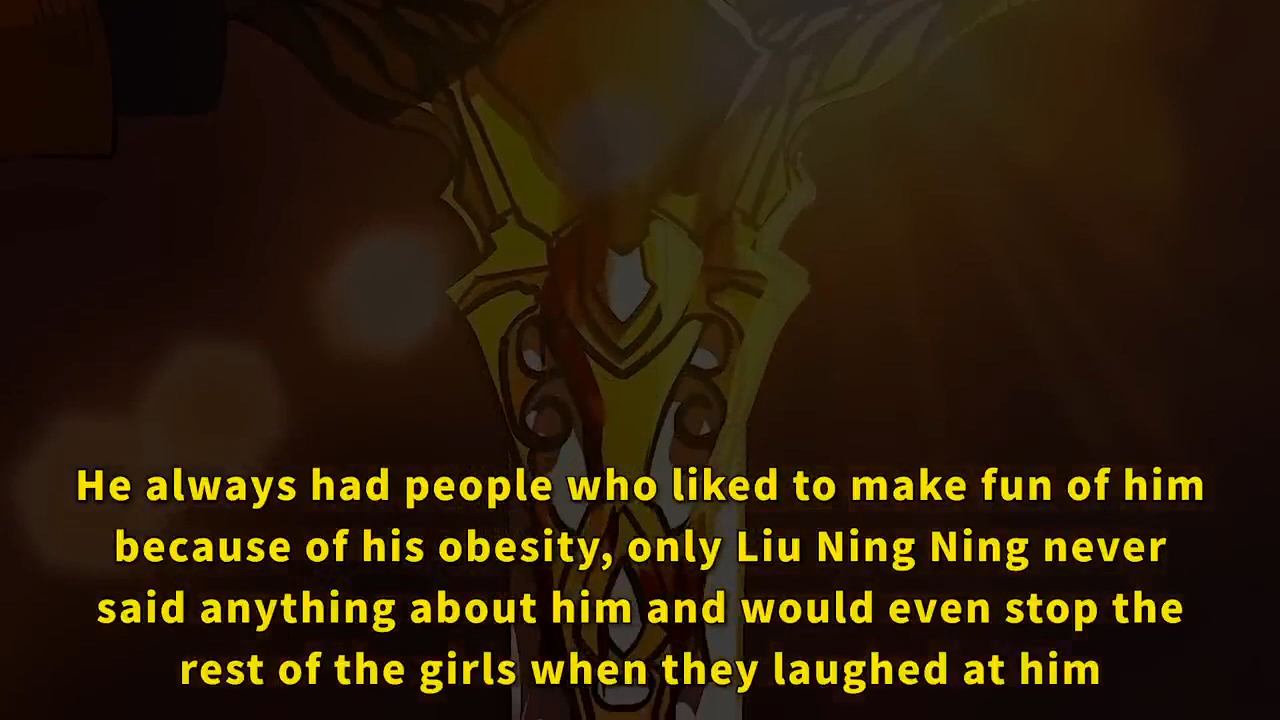 He always had people who liked to make fun of him
because of his obesity, only Liu Ning Ning never
said anything about him and would even stop the
rest of the girls when they laughed at him